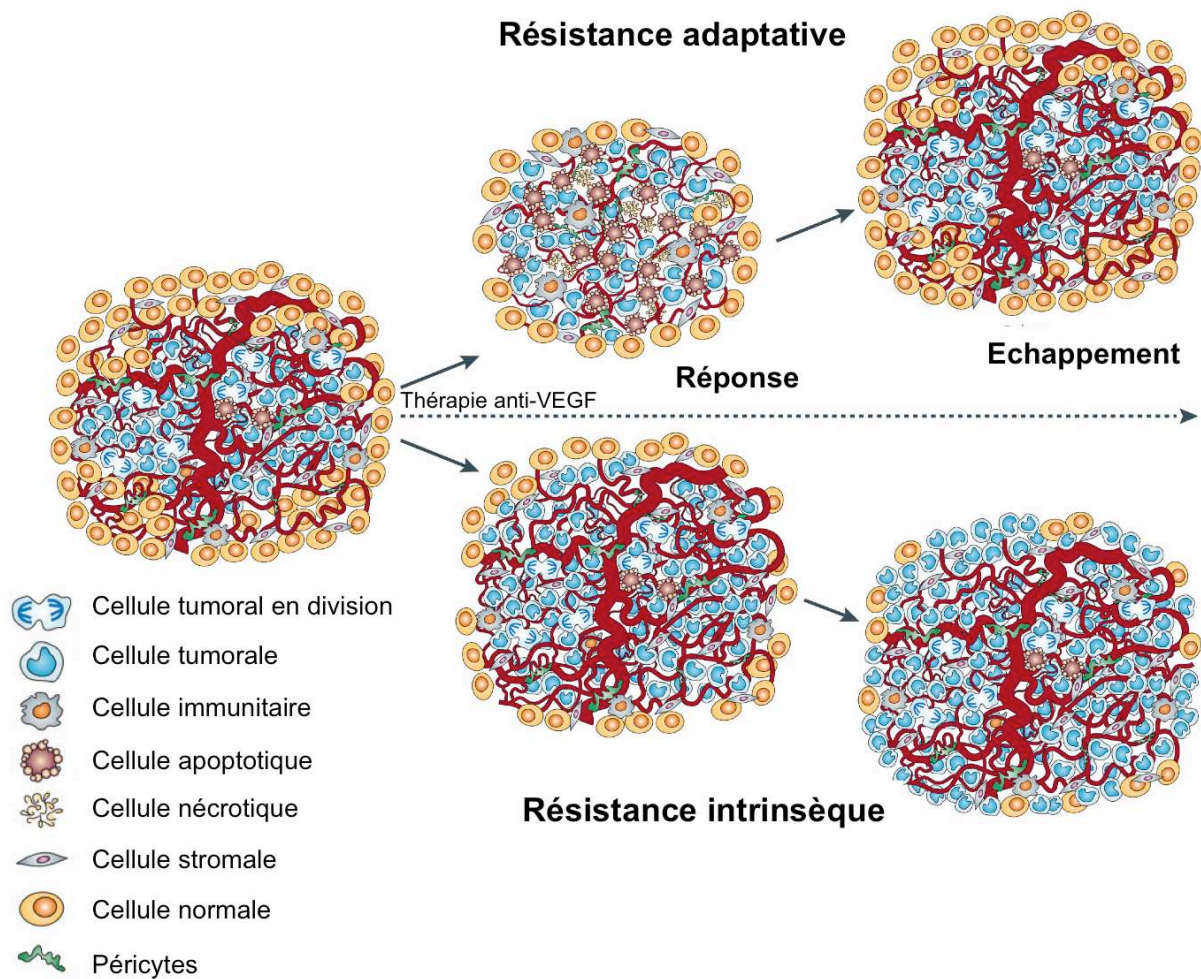 Résistance adaptative
Echappement
Réponse
Thérapie anti-VEGF
Résistance intrinsèque
Cellule tumoral en division
Cellule tumorale
Cellule immunitaire
Cellule apoptotique
Cellule nécrotique
Cellule stromale
Cellule normale
Péricytes